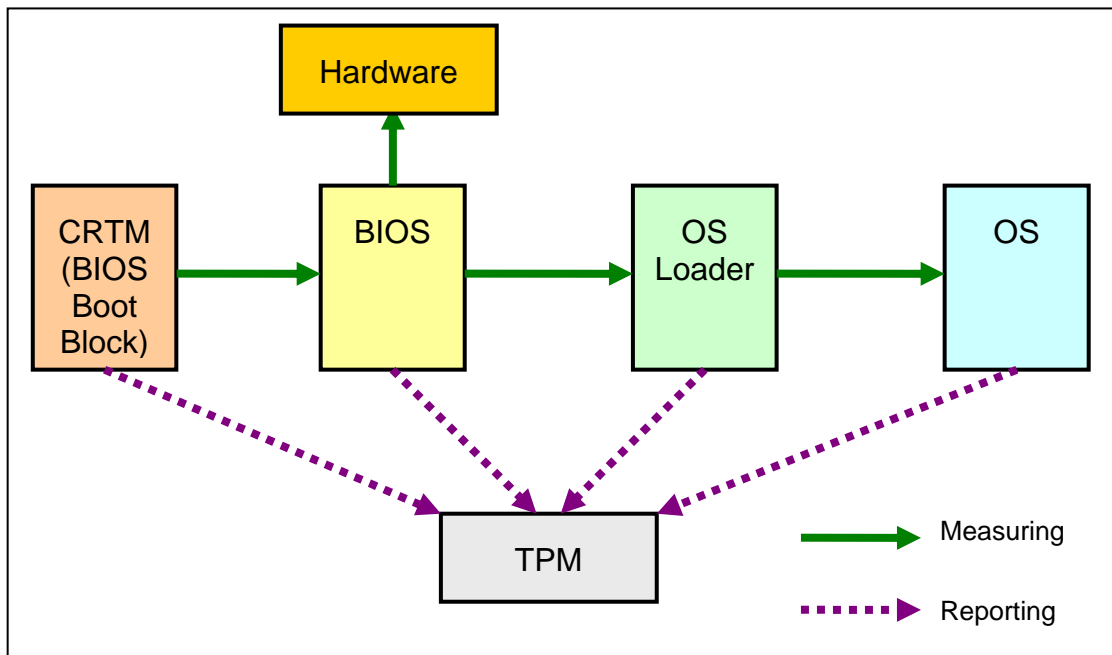 Hardware
CRTM
(BIOS
Boot
Block)
BIOS
OS
Loader
OS
TPM
Measuring
Reporting